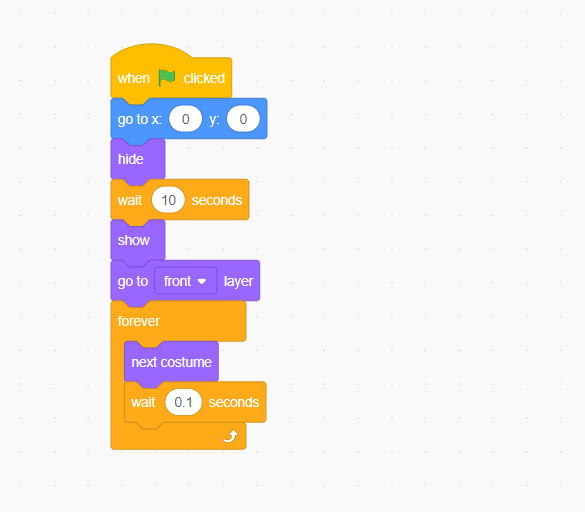 when clicked
go to x: 0 y: 0
hide
wait 10 seconds
show
go to front layer
forever
next costume
wait 0.1 seconds